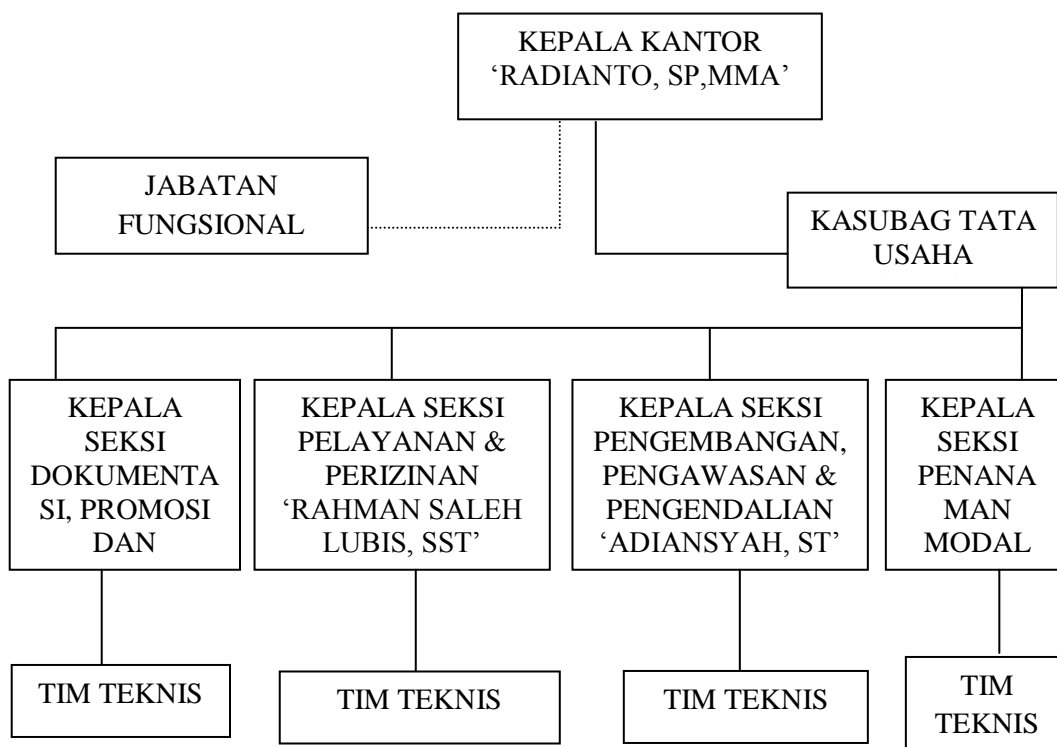 KEPALA KANTOR
‘RADIANTO, SP,MMA’
JABATAN
FUNGSIONAL
KASUBAG TATA
USAHA
KEPALA
SEKSI
DOKUMENTA
SI, PROMOSI
DAN
KEPALA SEKSI
PELAYANAN &
PERIZINAN
‘RAHMAN SALEH
LUBIS, SST’
KEPALA SEKSI
PENGEMBANGAN,
PENGAWASAN &
PENGENDALIAN
‘ADIANSYAH, ST’
KEPALA
SEKSI
PENANA
MAN
MODAL
TIM TEKNIS
TIM TEKNIS
TIM TEKNIS
TIM
TEKNIS